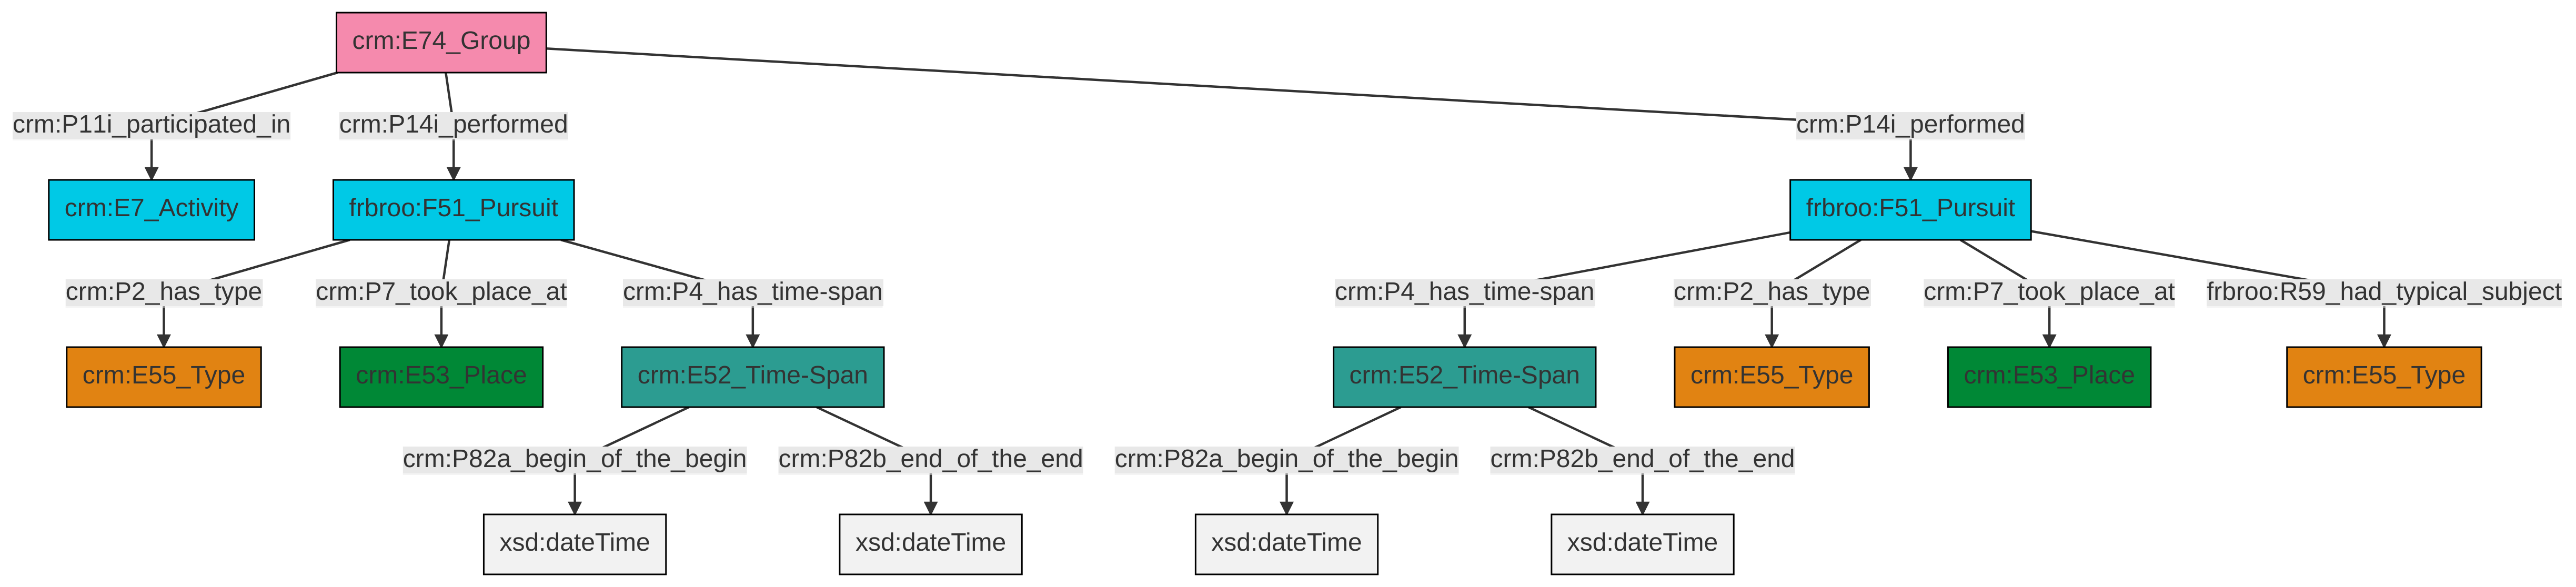 crm:E74_Group
crm:P11i_participated_in
crm:P14i_performed
crm:P14i_performed
crm:E7_Activity
frbroo:F51_Pursuit
frbroo:F51_Pursuit
crm:P2_has_type
crm:P7_took_place_at
crm:P4_has_time-span
crm:P4_has_time-span
crm:P2_has_type
crm:P7_took_place_at
frbroo:R59_had_typical_subject
crm:E55_Type
crm:E53_Place
crm:E52_Time-Span
crm:E52_Time-Span
crm:E55_Type
crm:E53_Place
crm:E55_Type
crm:P82a_begin_of_the_begin
crm:P82b_end_of_the_end
crm:P82a_begin_of_the_begin
crm:P82b_end_of_the_end
xsd:dateTime
xsd:dateTime
xsd:dateTime
xsd:dateTime